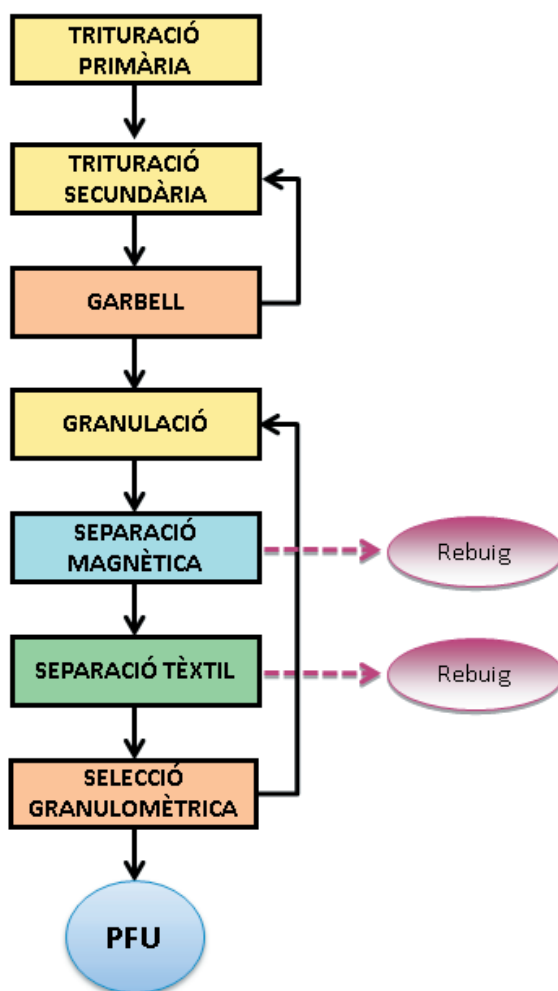 TRITURACIÓ
PRIMÀRIA
TRITURACIÓ
SECUNDÀRIA
GARBELL
GRANULACIÓ
SEPARACIÓ
MAGNÈTICA
Rebuig
SEPARACIÓ TÈXTIL
Rebuig
SELECCIÓ
GRANULOMÈTRICA
PFU